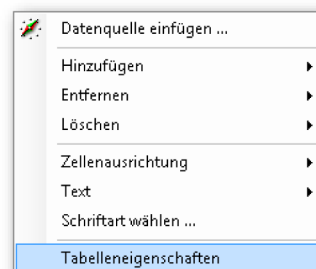 Datenquelle einfügen ...
Hinzufügen
Entfernen
Löschen
Zellenausrichtung
Text
Schriftart wählen ...
Tabelleneigenschaften